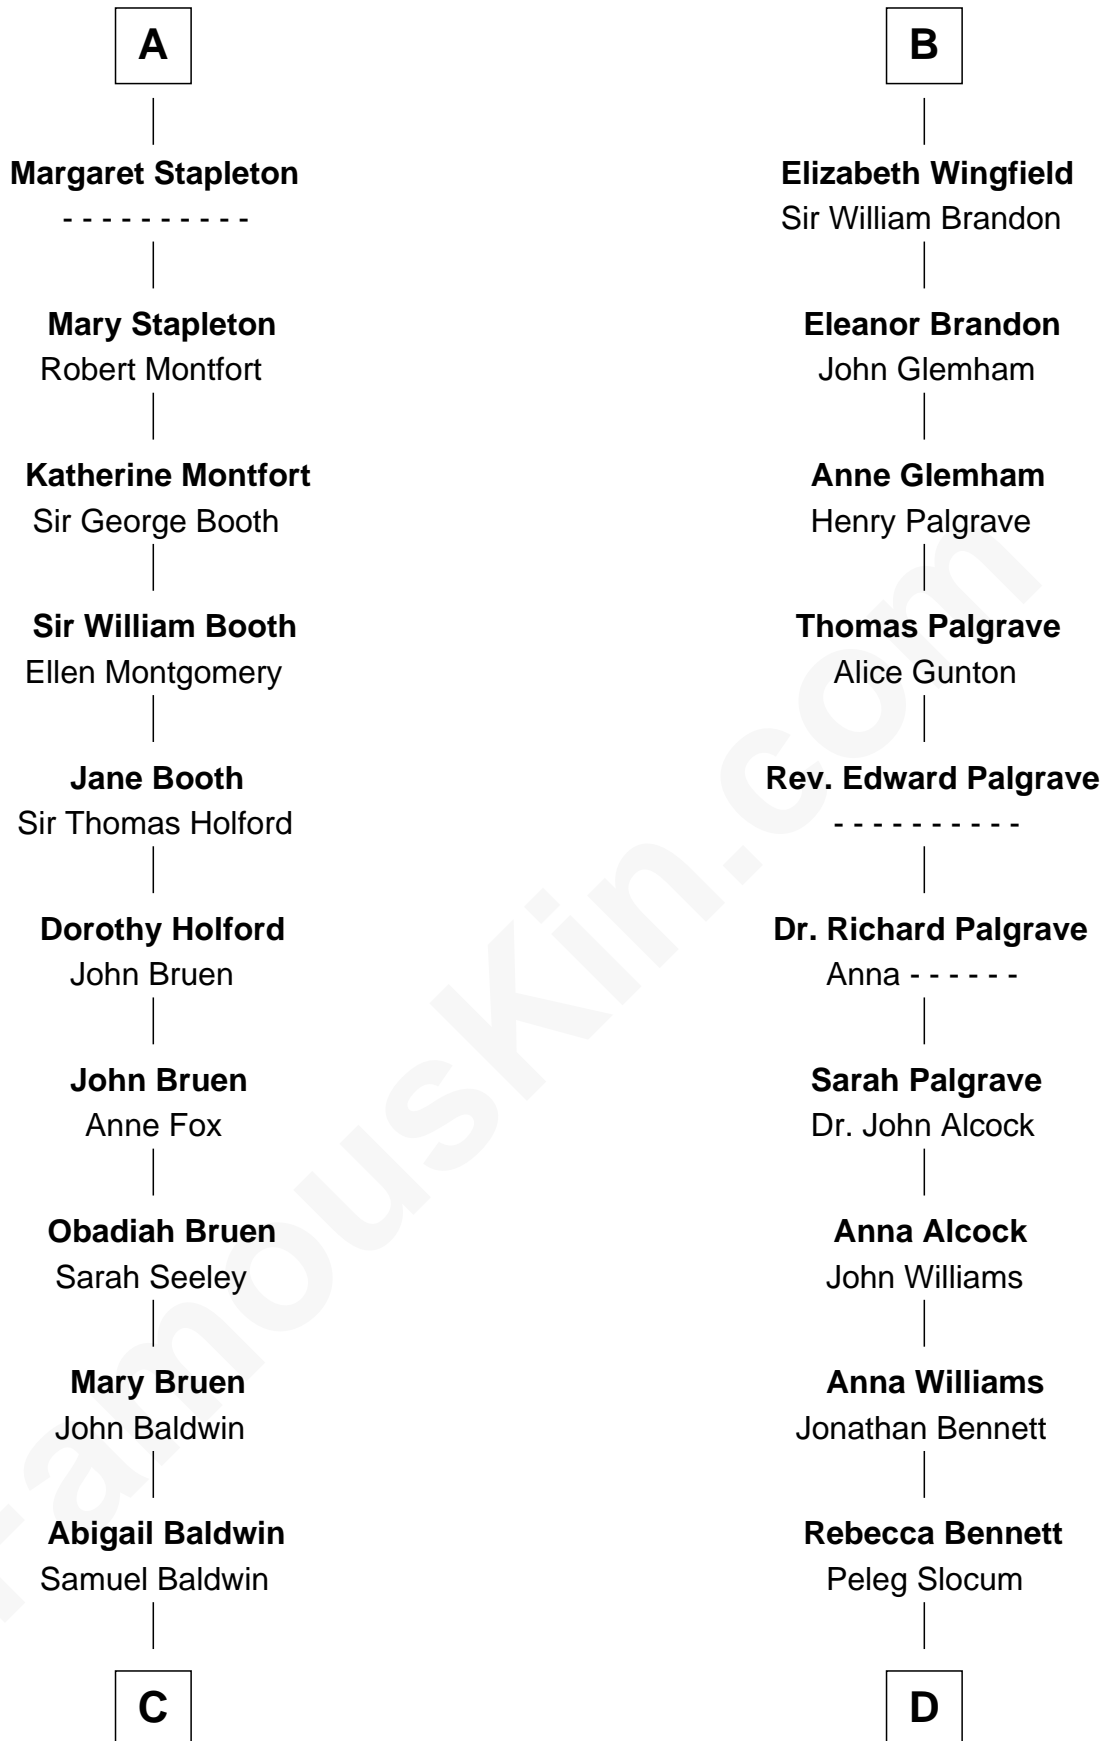 A
Margaret Stapleton
- - - - - - - - - -
Mary Stapleton
Robert Montfort
Katherine Montfort
Sir George Booth
Sir William Booth
Ellen Montgomery
Jane Booth
Sir Thomas Holford
Dorothy Holford
John Bruen
John Bruen
Anne Fox
Obadiah Bruen
Sarah Seeley
Mary Bruen
John Baldwin
Abigail Baldwin
Samuel Baldwin
C
B
Elizabeth Wingfield
Sir William Brandon
Eleanor Brandon
John Glemham
Anne Glemham
Henry Palgrave
Thomas Palgrave
Alice Gunton
Rev. Edward Palgrave
- - - - - - - - - -
Dr. Richard Palgrave
Anna - - - - - -
Sarah Palgrave
Dr. John Alcock
Anna Alcock
John Williams
Anna Williams
Jonathan Bennett
Rebecca Bennett
Peleg Slocum
D
FamousKin.com